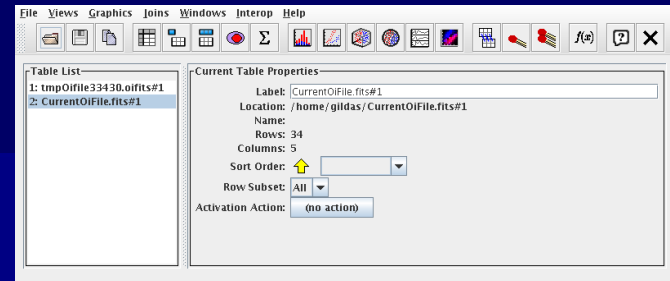 File Views Graphics Joins Windows Interop Help
Σ f(x) ?
Table List
1: tmpOifile33430.oifits#1
2: CurrentOiFile.fits#1
Current Table Properties
Label: CurrentOiFile.fits#1
Location: /home/gildas/CurrentOiFile.fits#1
Name:
Rows: 34
Columns: 5
Sort Order:
Row Subset: All
Activation Action: (no action)